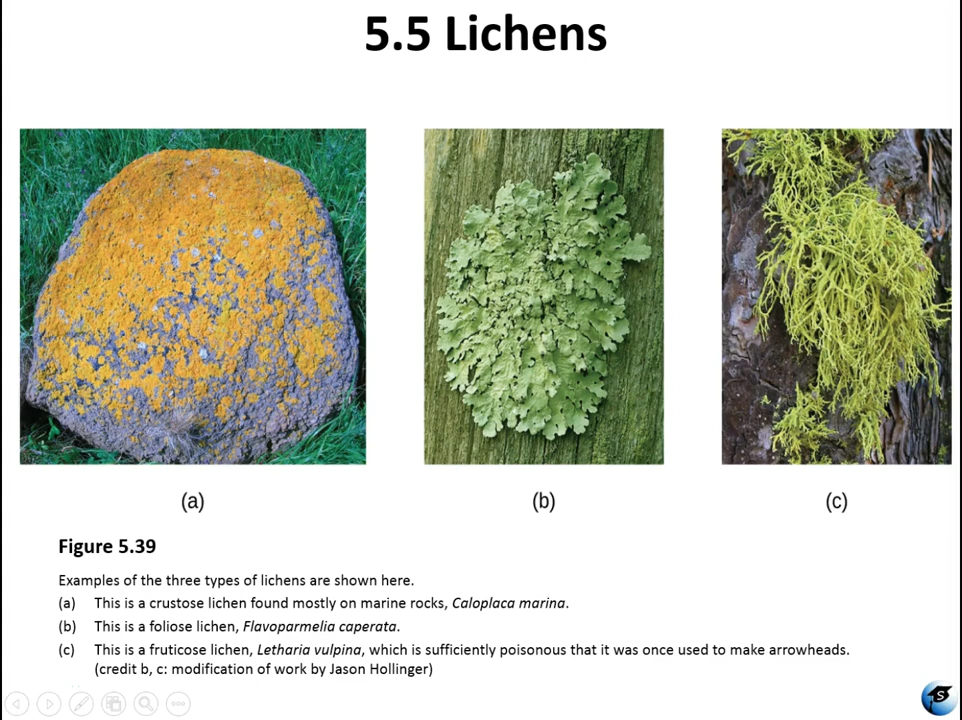 5.5 Lichens
(a)
(b)
(c)
Figure 5.39
Examples of the three types of lichens are shown here.
(a) This is a crustose lichen found mostly on marine rocks, Caloplaca marina.
(b) This is a foliose lichen, Flavoparmelia caperata.
(c) This is a fruticose lichen, Letharia vulpina, which is sufficiently poisonous that it was once used to make arrowheads.
(credit b, c: modification of work by Jason Hollinger)
S